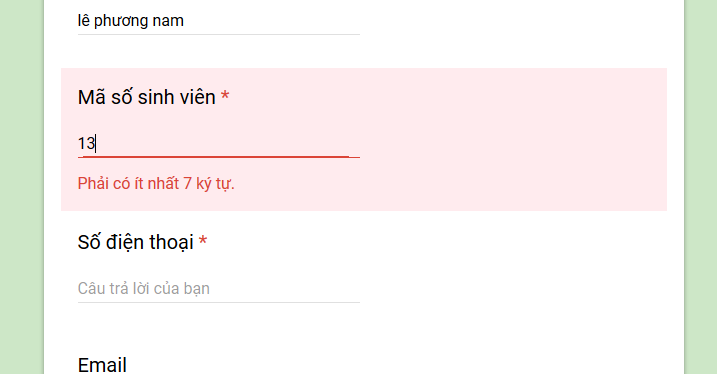 lê phương nam
Mã số sinh viên *
13
Phải có ít nhất 7 ký tự.
Số điện thoại *
Câu trả lời của bạn
Email